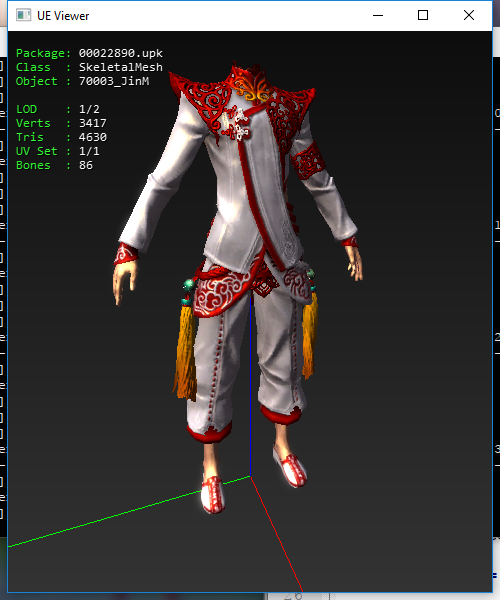 UE Viewer
Package: 00022890.upk
Class  : SkeletalMesh
Object : 70003_JinM
LOD    : 1/2
Verts  : 3417
Tris   : 4630
UV Set : 1/1
Bones  : 86